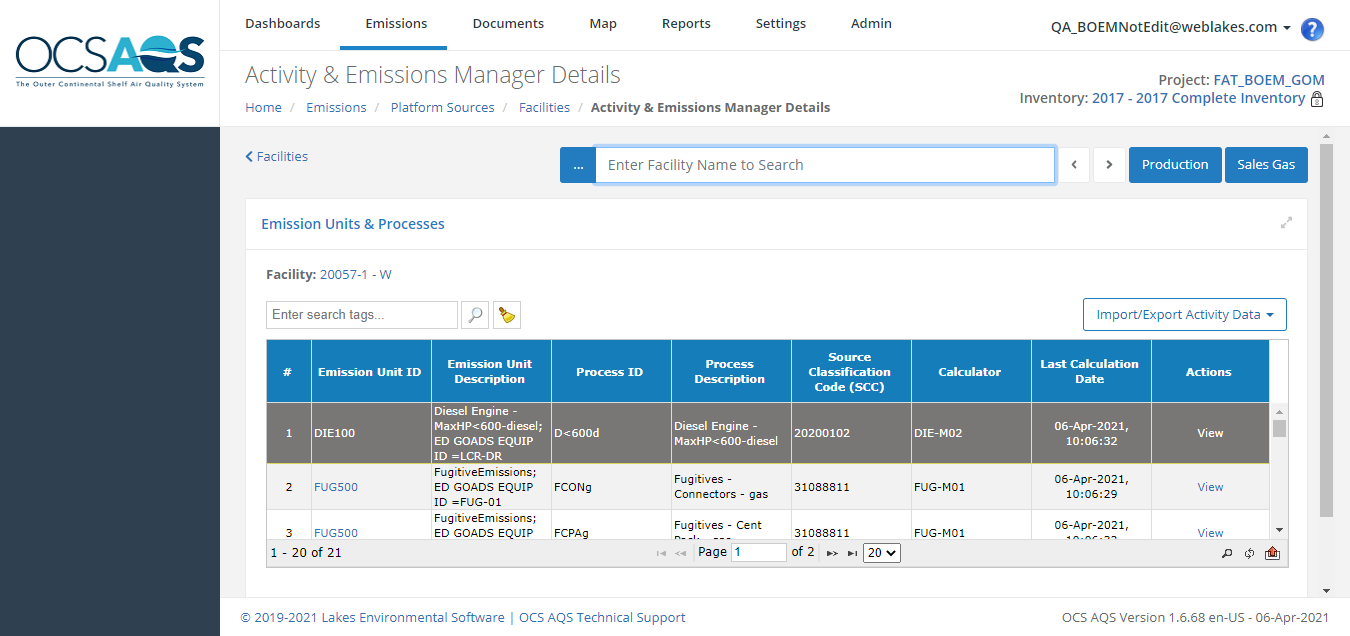 OCSAQS
The Outer Continental Shelf Air Quality System
Dashboards Emissions Documents Map Reports Settings Admin
QA_BOEMNotEdit@weblakes.com
?
Activity & Emissions Manager Details
Home / Emissions / Platform Sources / Facilities / Activity & Emissions Manager Details
Project: FAT_BOEM_GOM
Inventory: 2017 - 2017 Complete Inventory
Facilities
... Enter Facility Name to Search
Production Sales Gas
Emission Units & Processes
Facility: 20057-1 - W
Enter search tags...
Import/Export Activity Data
# Emission Unit ID Emission Unit Description Process ID Process Description Source Classification Code (SCC) Calculator Last Calculation Date Actions
1 DIE100 Diesel Engine - MaxHP<600-diesel; ED GOADS EQUIP ID =LCR-DR D<600d Diesel Engine - MaxHP<600-diesel 20200102 DIE-M02 06-Apr-2021, 10:06:32 View
2 FUG500 FugitiveEmissions; ED GOADS EQUIP ID =FUG-01 FCONg Fugitives - Connectors - gas 31088811 FUG-M01 06-Apr-2021, 10:06:29 View
3 FUG500 FugitiveEmissions; ED GOADS EQUIP FCPAg Fugitives - Cent 31088811 FUG-M01 06-Apr-2021, View
1 - 20 of 21
Page 1 of 2
20
© 2019-2021 Lakes Environmental Software | OCS AQS Technical Support
OCS AQS Version 1.6.68 en-US - 06-Apr-2021